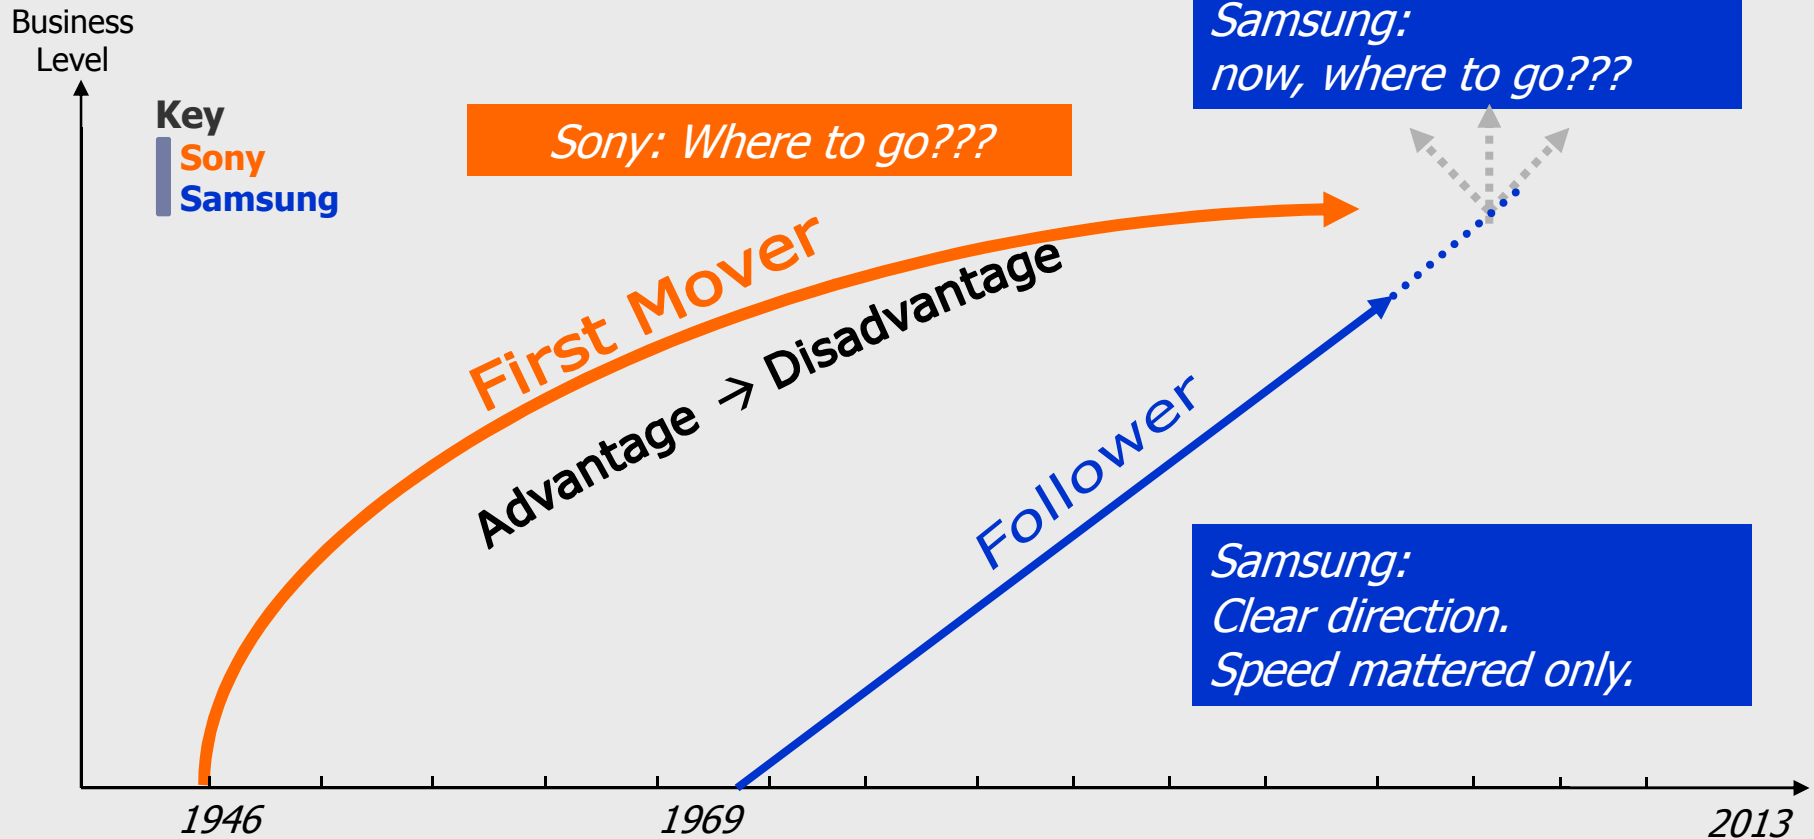 Business
Level
Samsung:
now, where to go???
Key
Sony
Samsung
Sony: Where to go???
First Mover
Advantage → Disadvantage
Follower
Samsung:
Clear direction.
Speed mattered only.
1946
1969
2013